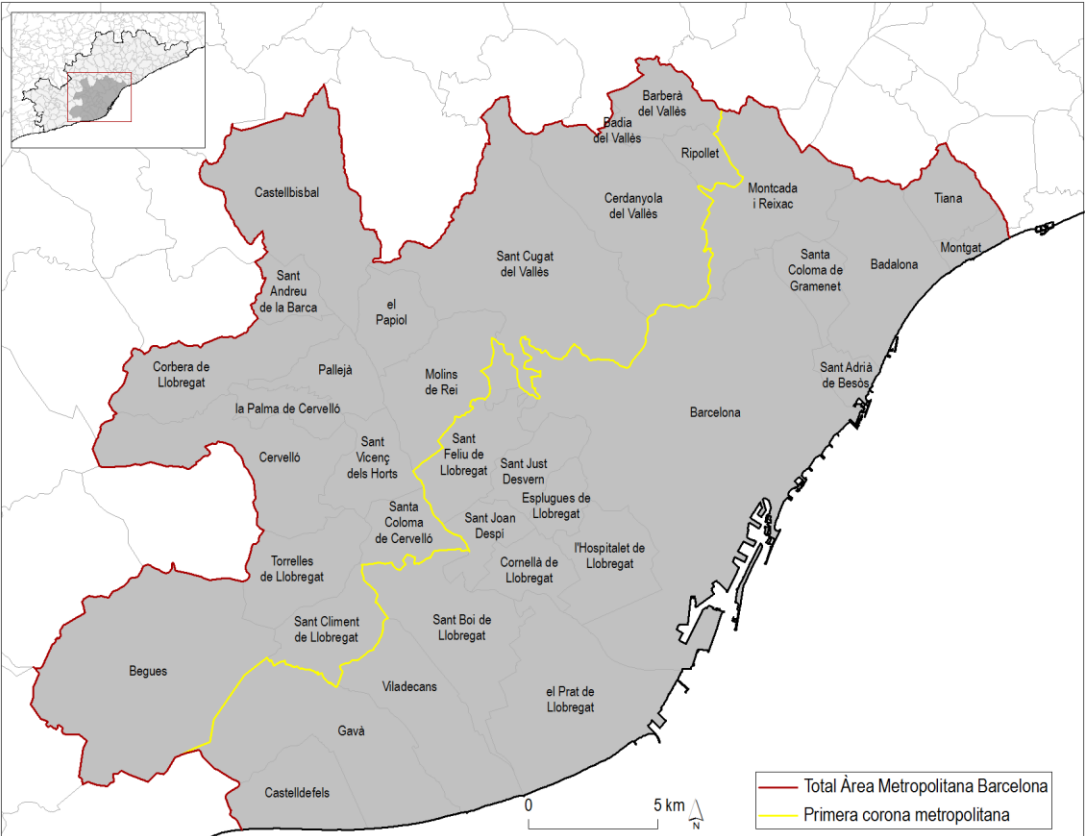 Barberà
del Vallès
Badia
del Vallès
Ripollet
Castellbisbal
Cerdanyola
del Vallès
Montcada
i Reixac
Tiana
Montgat
Sant Cugat
del Vallès
Santa
Coloma de
Gramenet
Badalona
Sant
Andreu
de la Barca
el
Papiol
Corbera de
Llobregat
Pallejà
Molins
de Rei
Sant Adrià
de Besòs
la Palma de Cervelló
Barcelona
Cervelló
Sant
Vicenç
dels Horts
Sant
Feliu de
Llobregat
Sant Just
Desvern
Esplugues de
Llobregat
Santa
Coloma
de Cervelló
Sant Joan
Despí
Torrelles
de Llobregat
Cornellà de
Llobregat
l'Hospitalet de
Llobregat
Sant Climent
de Llobregat
Sant Boi de
Llobregat
Begues
Viladecans
el Prat de
Llobregat
Gavà
Castelldefels
0 5 km
N
Total Àrea Metropolitana Barcelona
Primera corona metropolitana